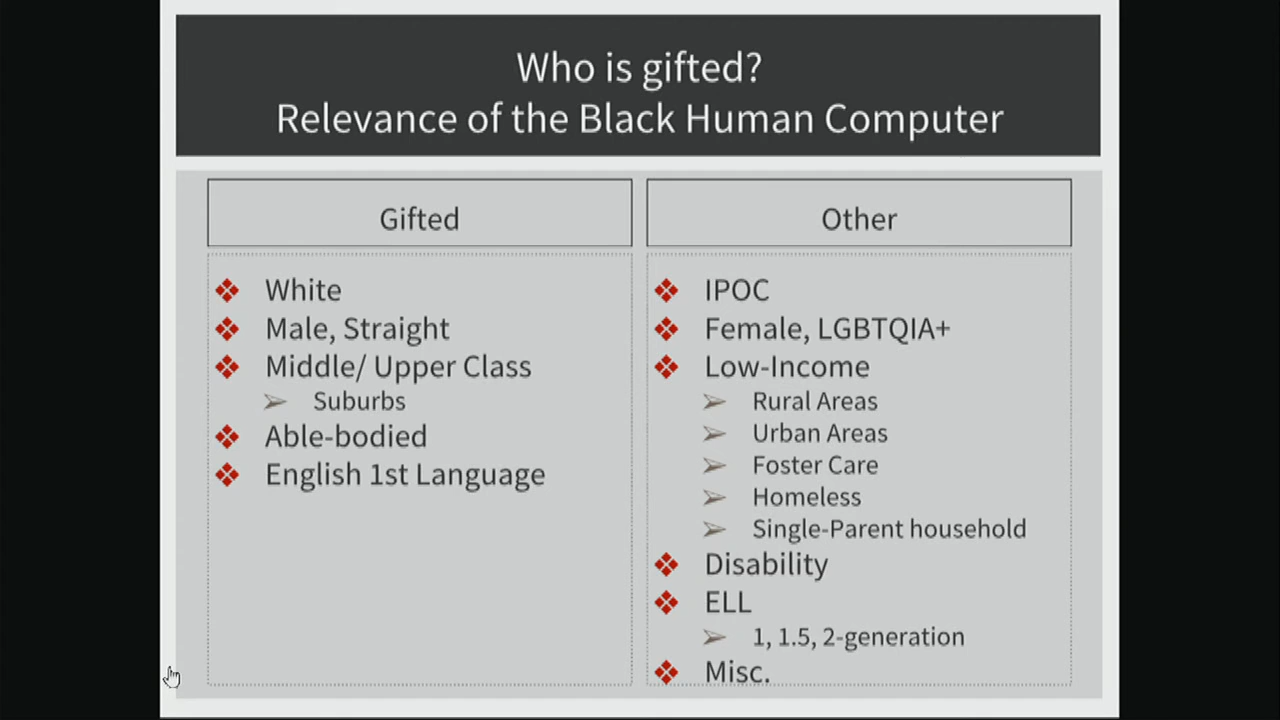 Who is gifted?
Relevance of the Black Human Computer
Gifted
White
Male, Straight
Middle/ Upper Class
Suburbs
Able-bodied
English 1st Language
Other
IPOC
Female, LGBTQIA+
Low-Income
Rural Areas
Urban Areas
Foster Care
Homeless
Single-Parent household
Disability
ELL
1, 1.5, 2-generation
Misc.